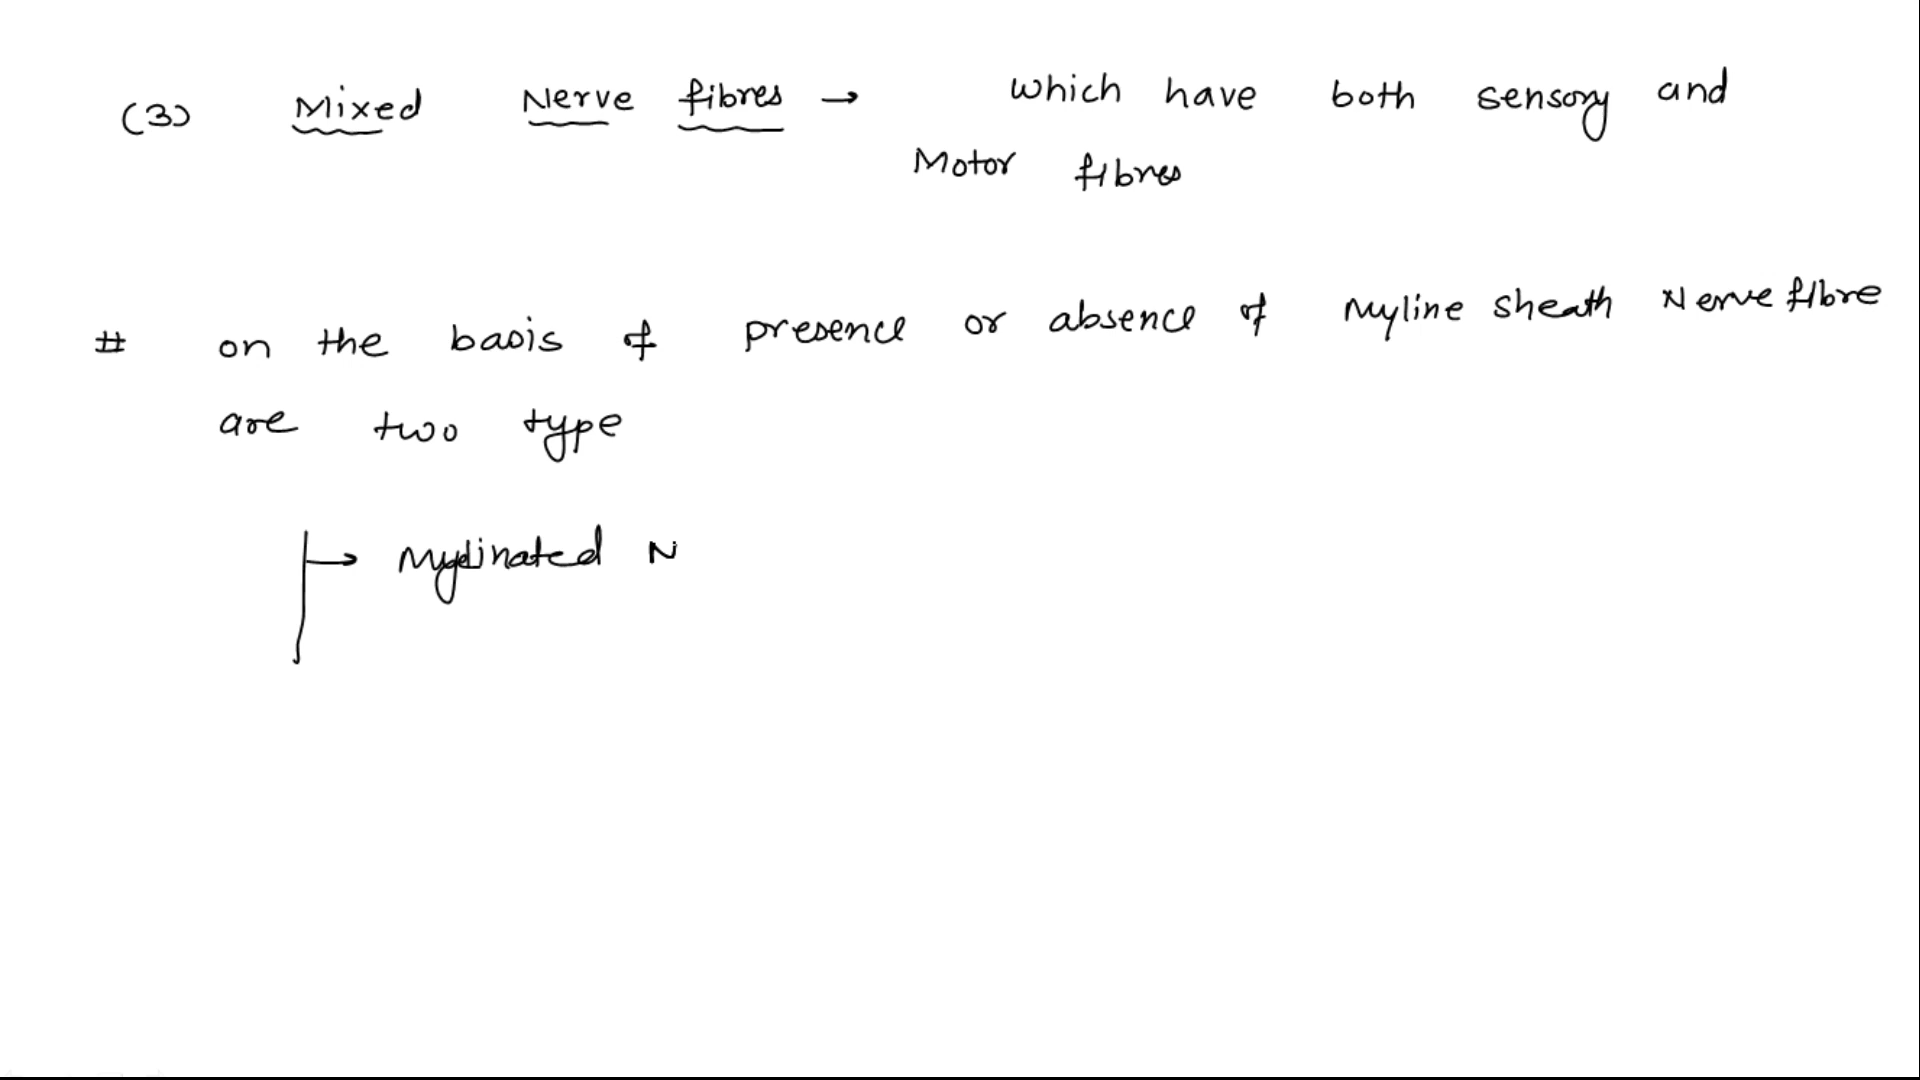 (3) Mixed Nerve fibres → which have both sensory and
Motor fibres
# on the basis of presence or absence of Myline sheath Nerve fibre
are two type
→ Myelinated N